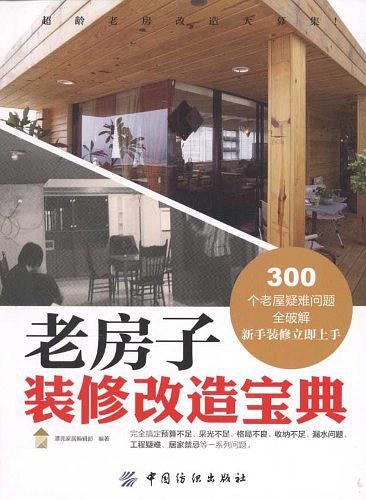 超龄老房改造大募集!
300
个老屋疑难问题
全破解
新手装修立即上手
老房子
装修改造宝典
漂亮家居编辑部 编著
完全搞定预算不足、采光不足、格局不良、收纳不足、漏水问题、
工程疑难、居家禁忌等一系列问题。
中国纺织出版社